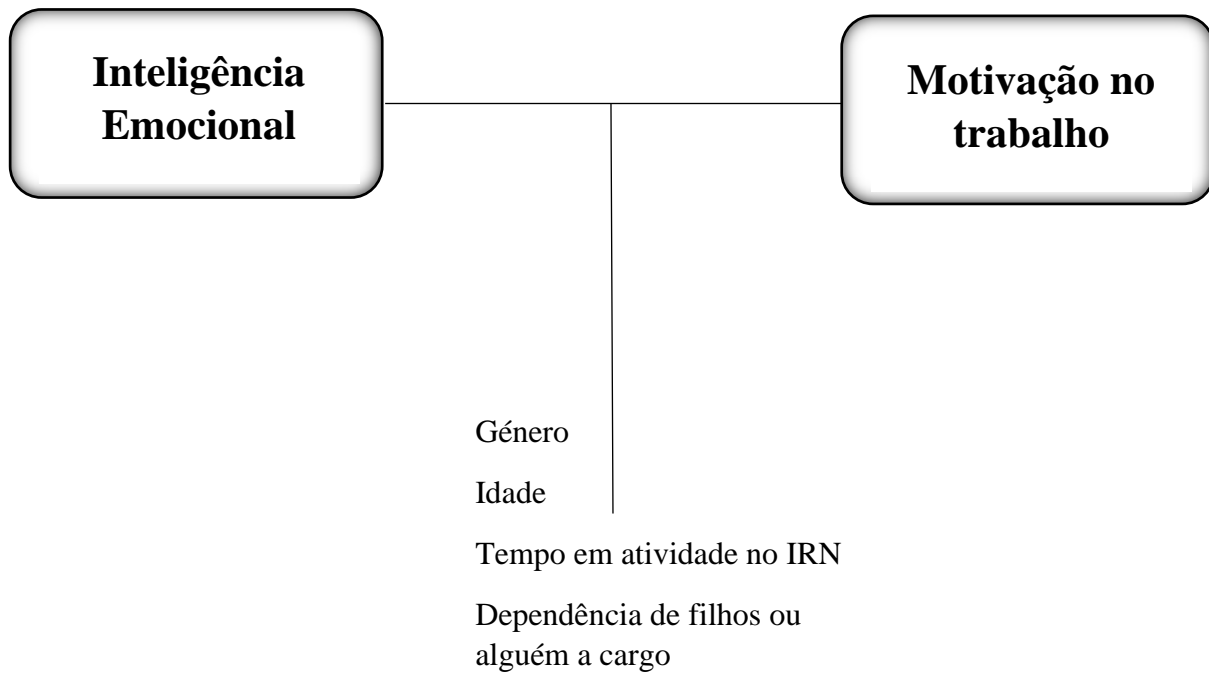 Inteligência
Emocional
Motivação no
trabalho
Género
Idade
Tempo em atividade no IRN
Dependência de filhos ou
alguém a cargo